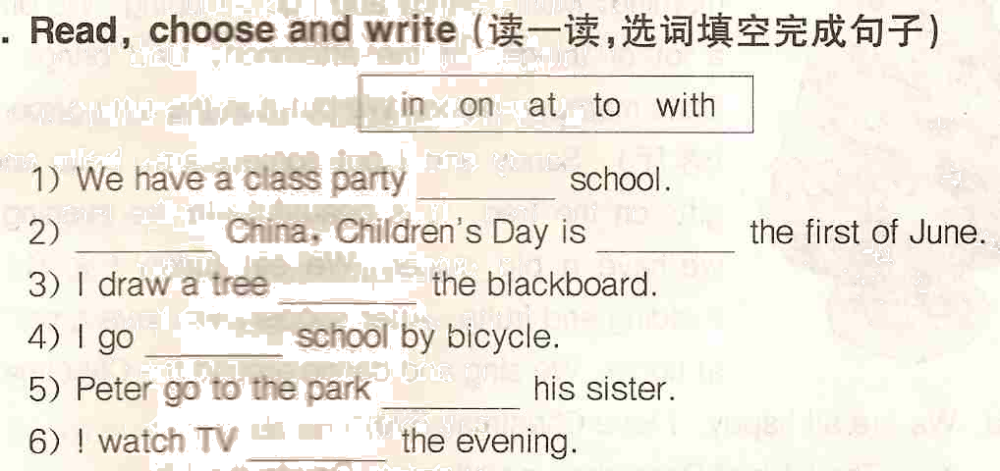 . Read, choose and write (读一读,选词填空完成句子)
in on at to with
1) We have a class party ________ school.
2) ________ China, Children's Day is ________ the first of June.
3) I draw a tree ________ the blackboard.
4) I go ________ school by bicycle.
5) Peter go to the park ________ his sister.
6) I watch TV ________ the evening.